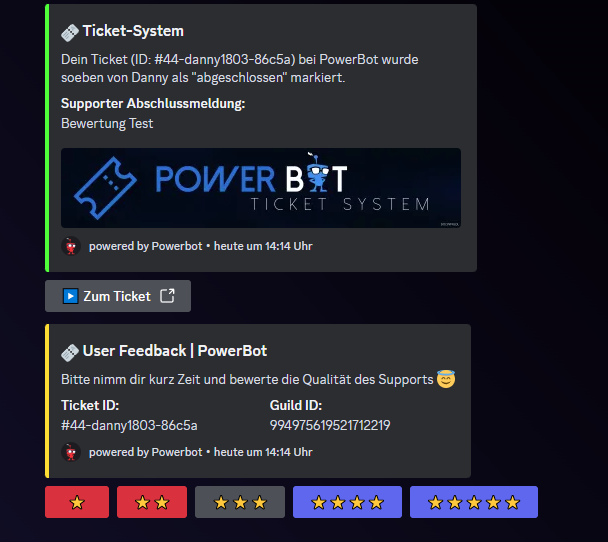 Ticket-System
Dein Ticket (ID: #44-danny1803-86c5a) bei PowerBot wurde
soeben von Danny als "abgeschlossen" markiert.
Supporter Abschlussmeldung:
Bewertung Test
POWER BOT
TICKET SYSTEM
powered by Powerbot • heute um 14:14 Uhr
Zum Ticket
User Feedback | PowerBot
Bitte nimm dir kurz Zeit und bewerte die Qualität des Supports
Ticket ID: Guild ID:
#44-danny1803-86c5a 994975619521712219
powered by Powerbot • heute um 14:14 Uhr